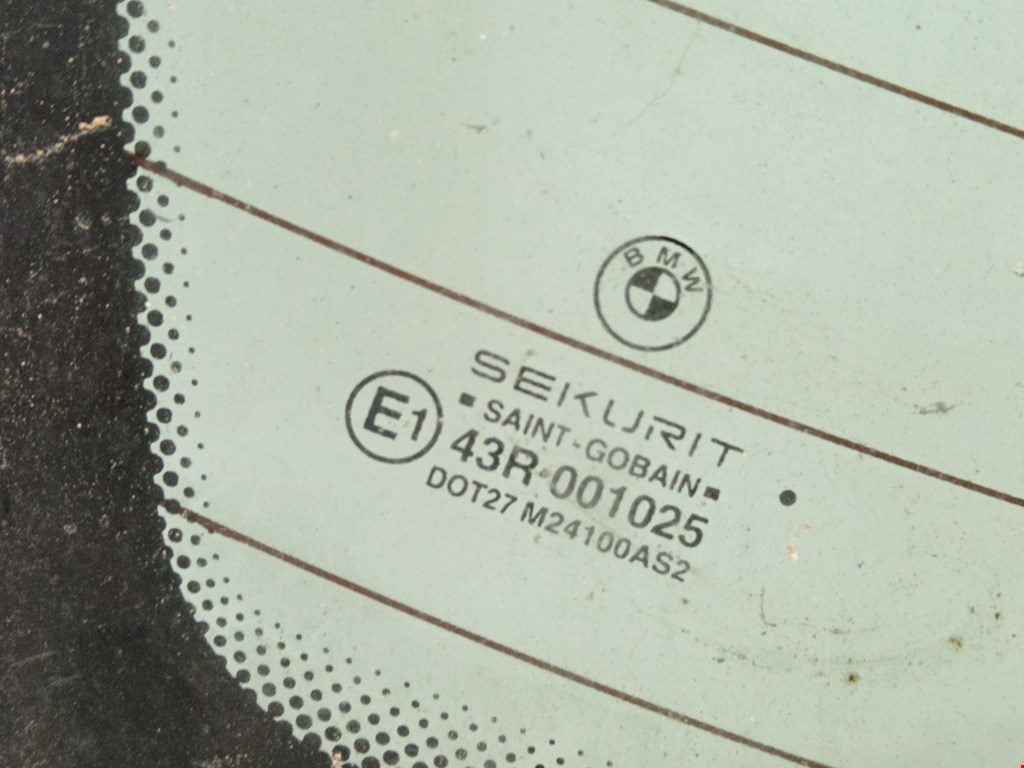 BMW
SEKURIT
SAINT-GOBAIN
E1
43R-001025
DOT27 M24100AS2